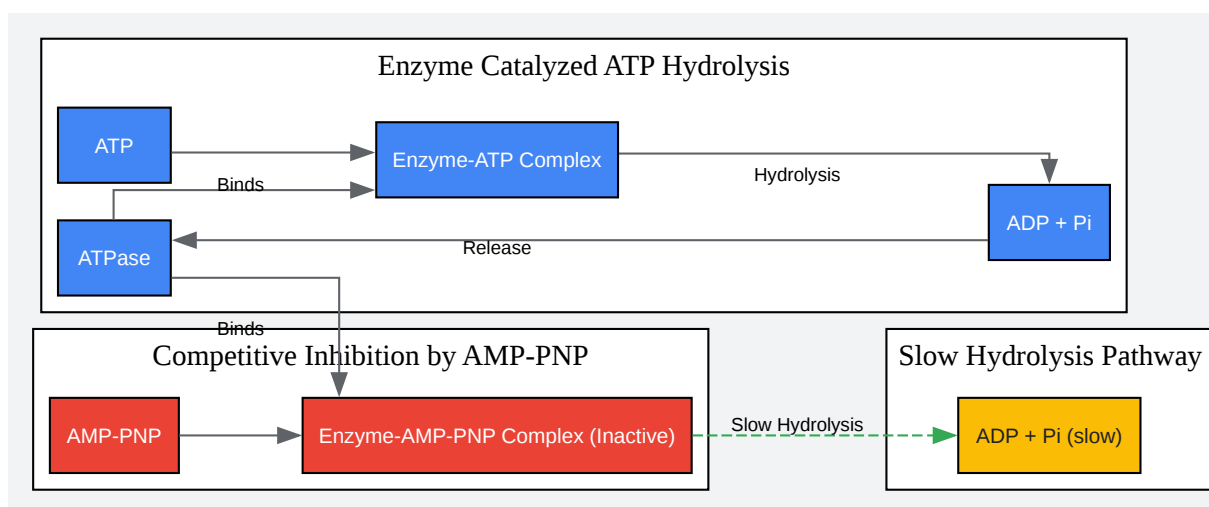 Enzyme Catalyzed ATP Hydrolysis
ATP
Enzyme-ATP Complex
Hydrolysis
Binds
ADP + Pi
ATPase
Release
Binds
Competitive Inhibition by AMP-PNP
Slow Hydrolysis Pathway
AMP-PNP
Enzyme-AMP-PNP Complex (Inactive)
Slow Hydrolysis
ADP + Pi (slow)